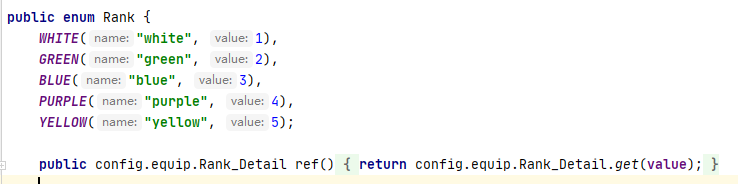 public enum Rank {
WHITE( name: "white", value: 1),
GREEN( name: "green", value: 2),
BLUE( name: "blue", value: 3),
PURPLE( name: "purple", value: 4),
YELLOW( name: "yellow", value: 5);
public config.equip.Rank_Detail ref() { return config.equip.Rank_Detail.get(value); }